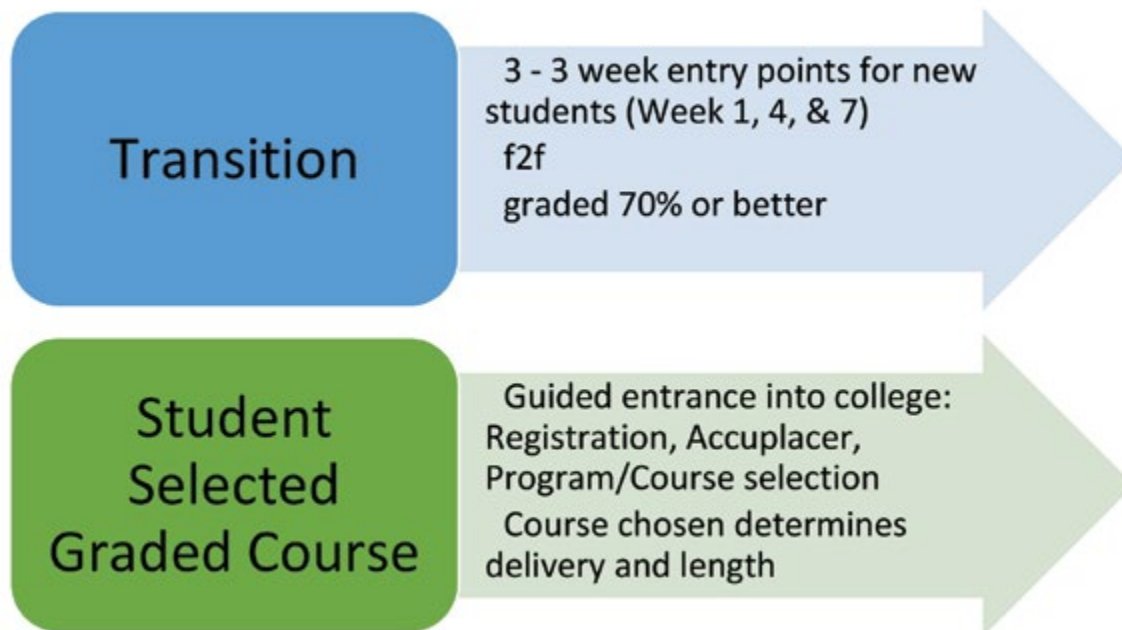 Transition
3 - 3 week entry points for new
students (Week 1, 4, & 7)
f2f
graded 70% or better
Student
Selected
Graded Course
Guided entrance into college:
Registration, Accuplacer,
Program/Course selection
Course chosen determines
delivery and length